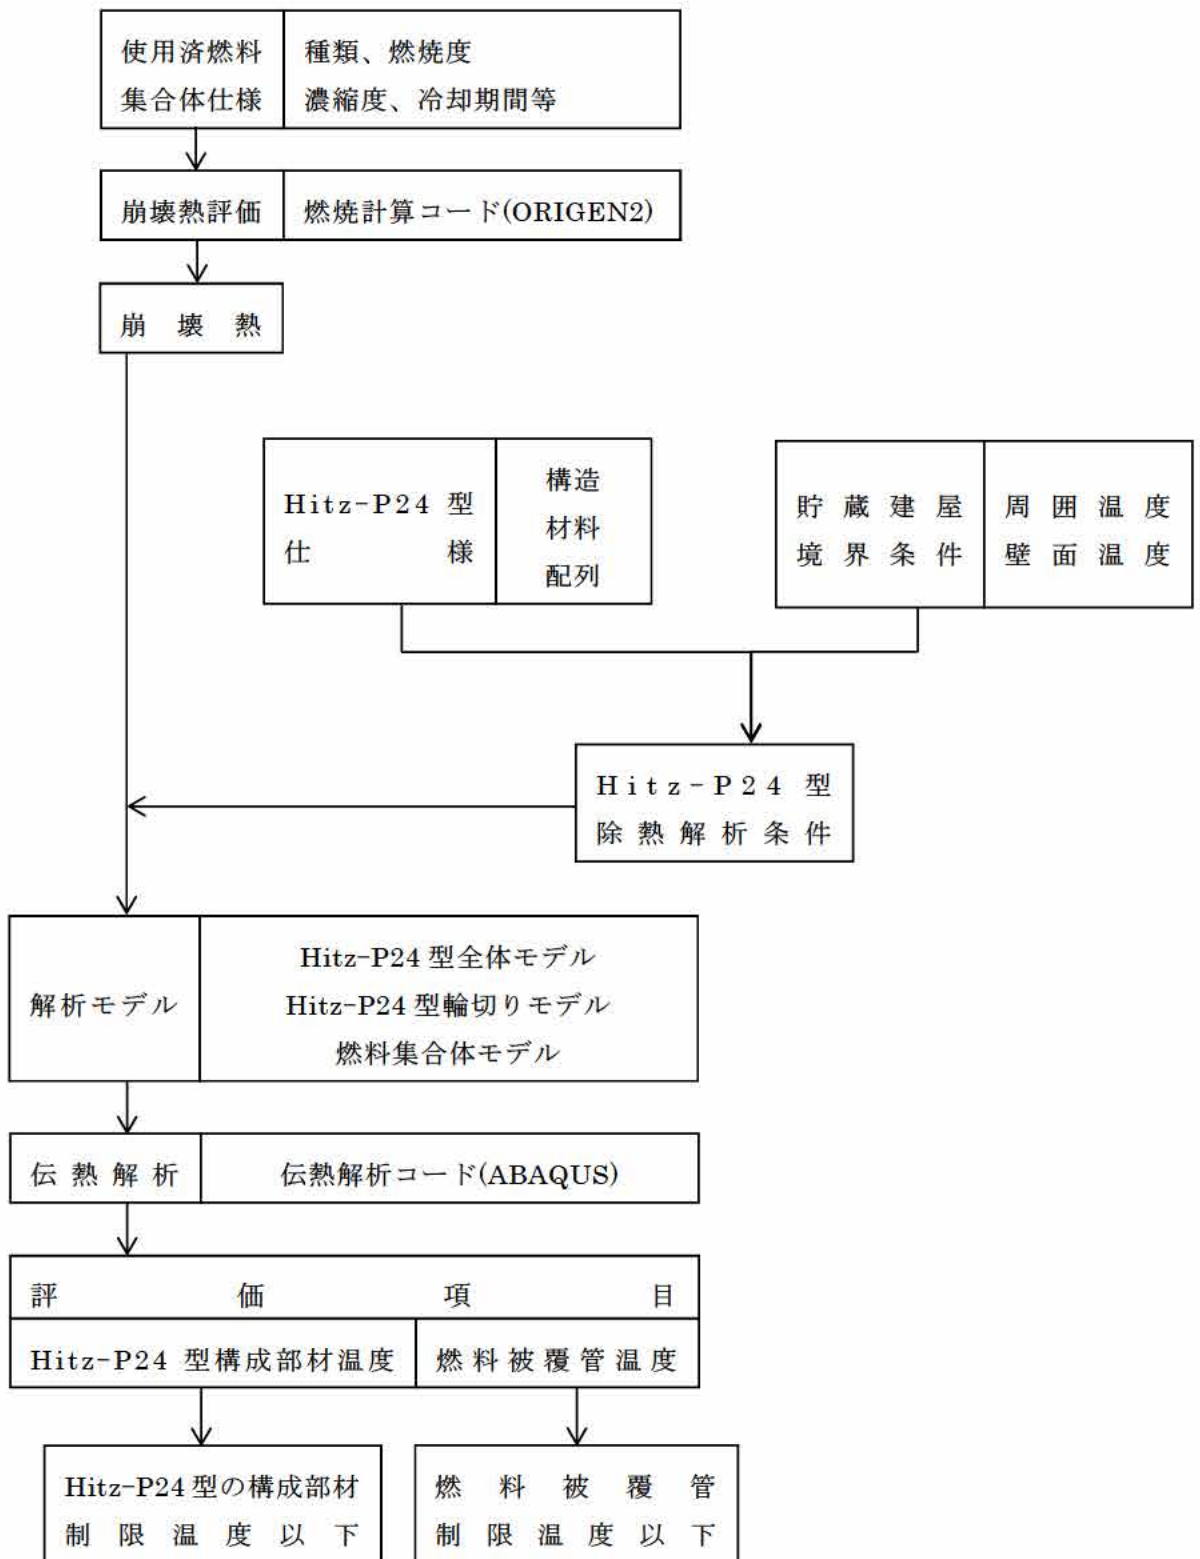 使用済燃料
集合体仕様
種類、燃焼度
濃縮度、冷却期間等
崩壊熱評価
燃焼計算コード(ORIGEN2)
崩壊熱
Hitz-P24 型
仕様
構造
材料
配列
貯蔵建屋
境界条件
周囲温度
壁面温度
Hitz-P24 型
除熱解析条件
解析モデル
Hitz-P24 型全体モデル
Hitz-P24 型輪切りモデル
燃料集合体モデル
伝熱解析
伝熱解析コード(ABAQUS)
評価項目
Hitz-P24 型構成部材温度
燃料被覆管温度
Hitz-P24 型の構成部材
制限温度以下
燃料被覆管
制限温度以下